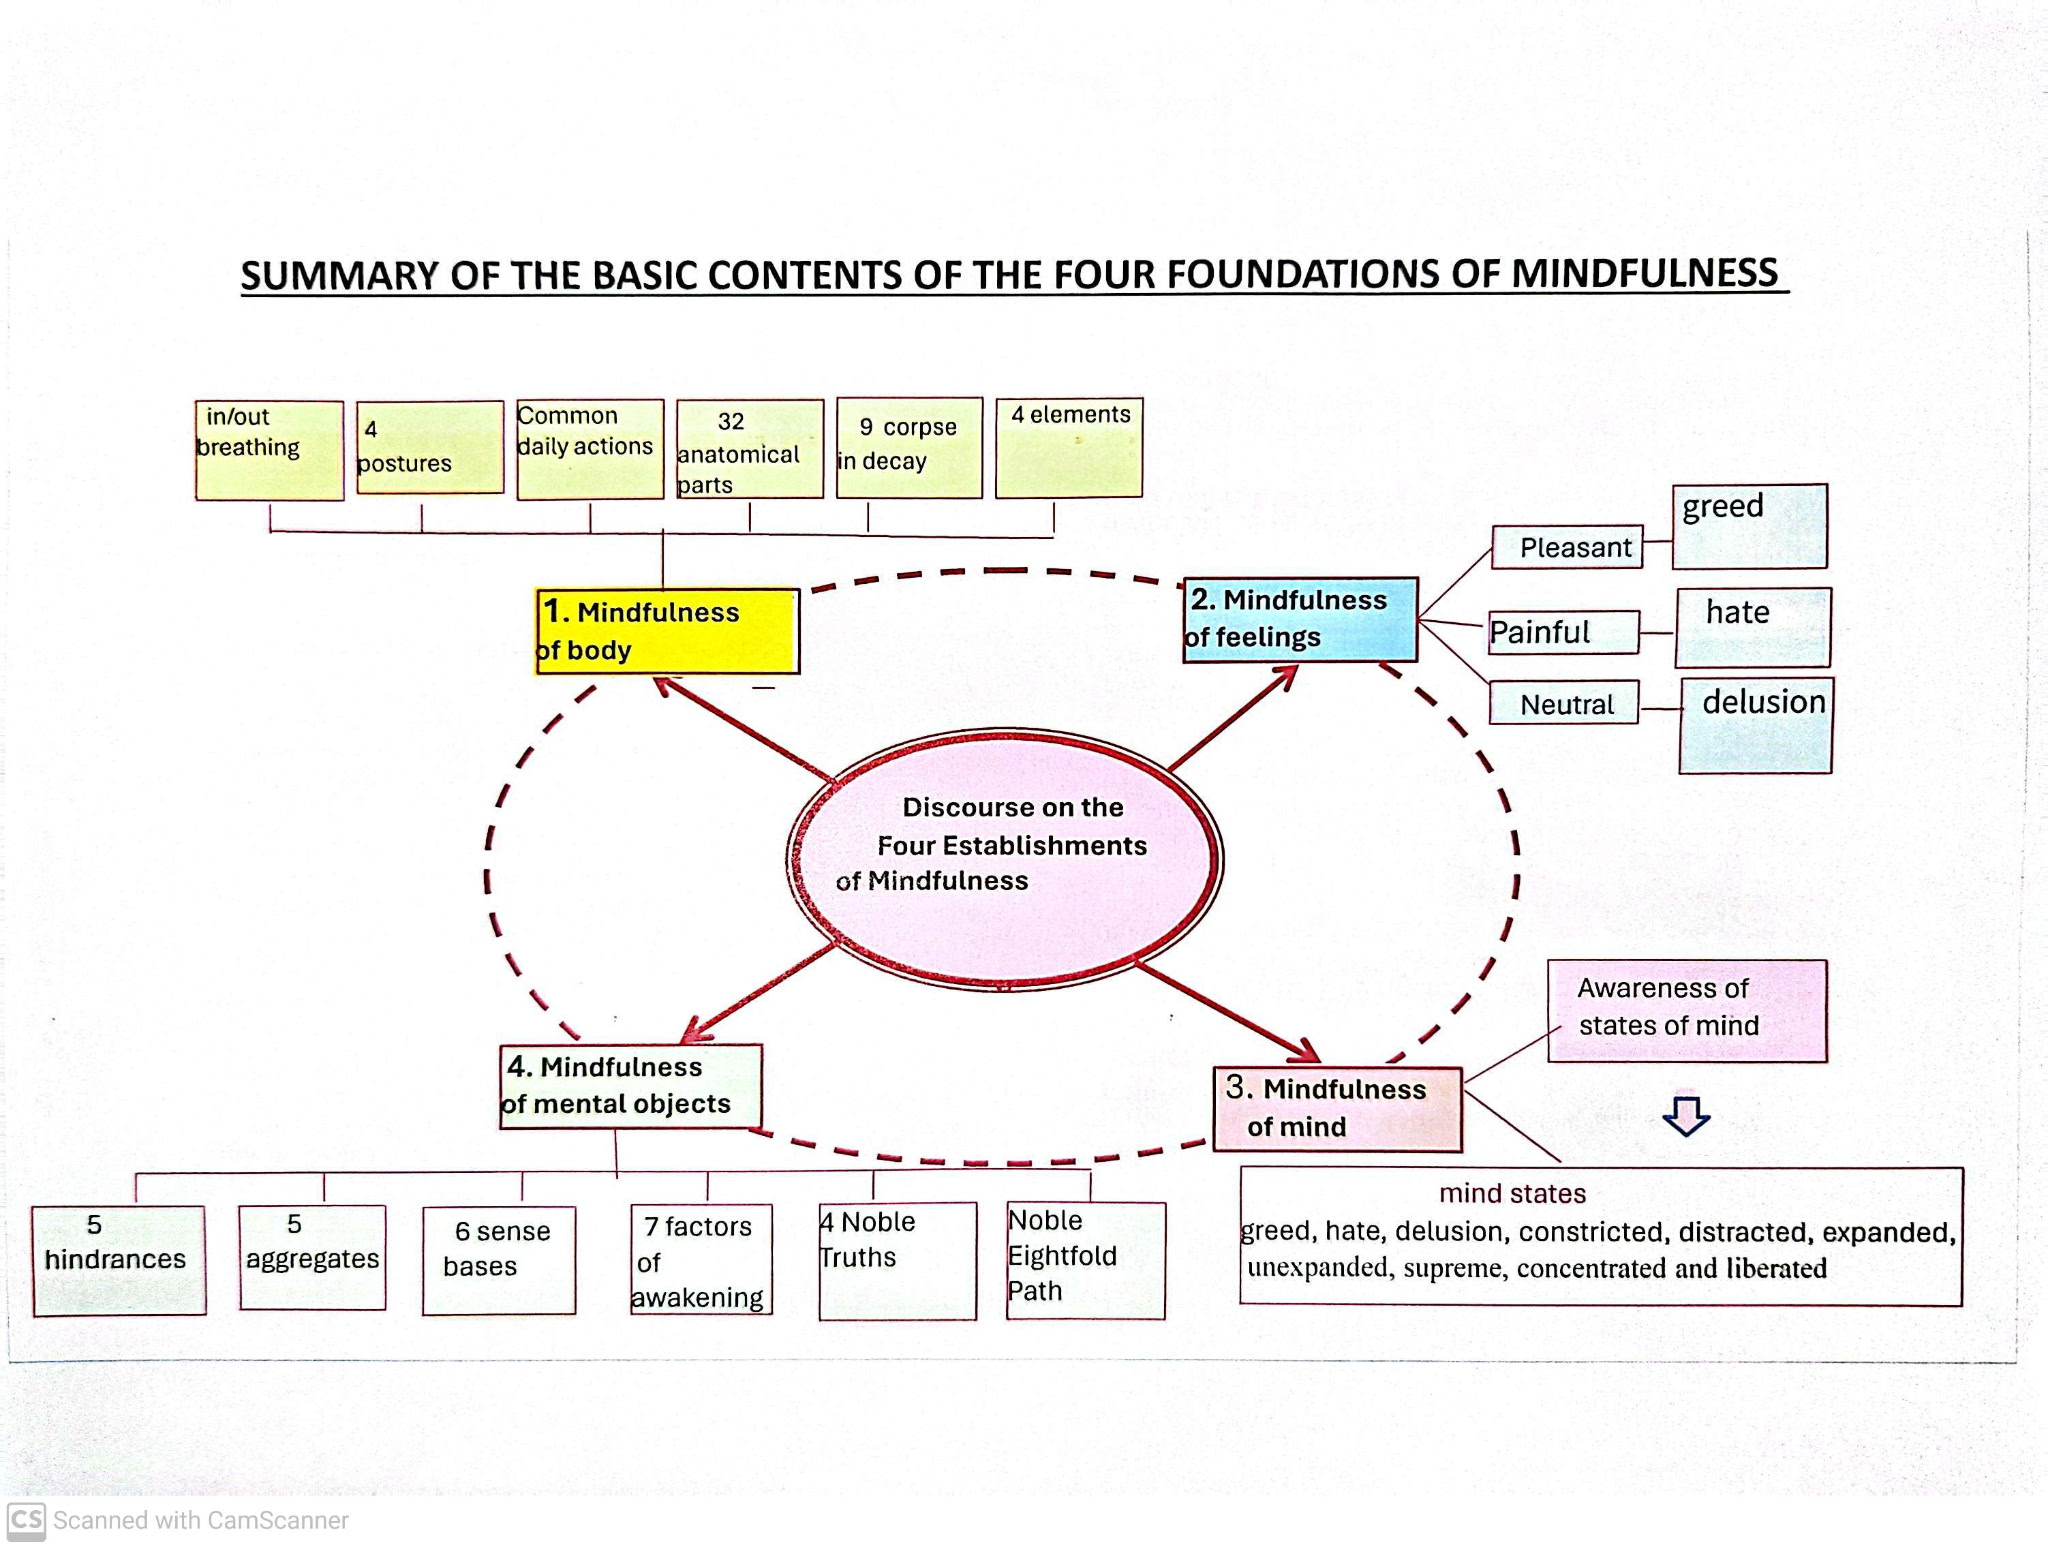 SUMMARY OF THE BASIC CONTENTS OF THE FOUR FOUNDATIONS OF MINDFULNESS
in/out
breathing
4
postures
Common
daily actions
32
anatomical
parts
9 corpse
in decay
4 elements
1. Mindfulness
of body
2. Mindfulness
of feelings
Pleasant
greed
Painful
hate
Neutral
delusion
Discourse on the
Four Establishments
of Mindfulness
4. Mindfulness
of mental objects
3. Mindfulness
of mind
Awareness of
states of mind
5
hindrances
5
aggregates
6 sense
bases
7 factors
of
awakening
4 Noble
Truths
Noble
Eightfold
Path
mind states
greed, hate, delusion, constricted, distracted, expanded,
unexpanded, supreme, concentrated and liberated
CS Scanned with CamScanner